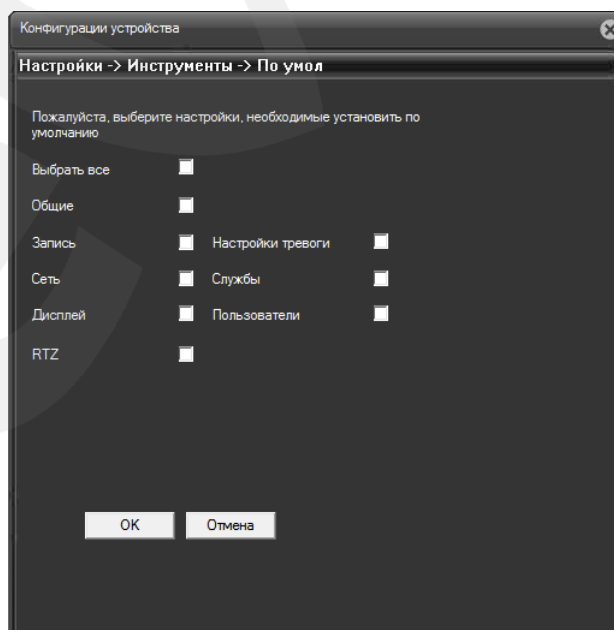 Конфигурации устройства
Настройки -> Инструменты -> По умол
Пожалуйста, выберите настройки, необходимые установить по
умолчанию
Выбрать все
Общие
Запись Настройки тревоги
Сеть Службы
Дисплей Пользователи
RTZ
OK Отмена